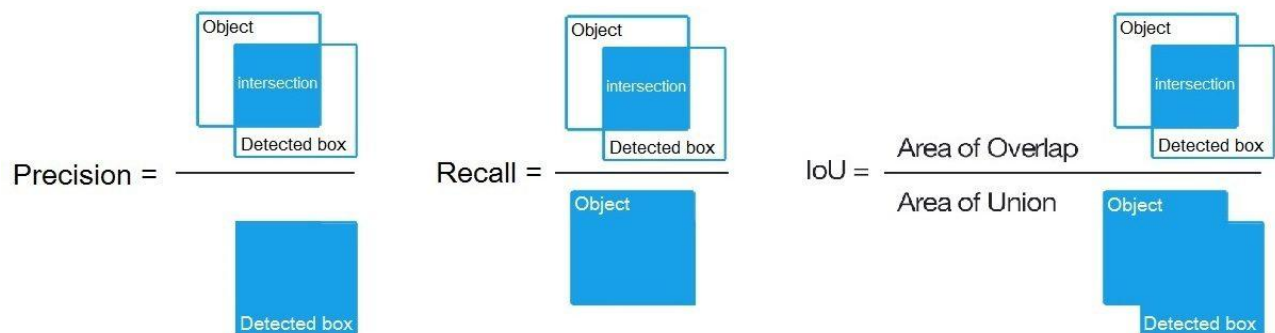 Object
intersection
Detected box
Precision =
Detected box
Object
intersection
Detected box
Recall =
Object
Object
intersection
Detected box
IoU =
Area of Overlap
Area of Union
Object
Detected box